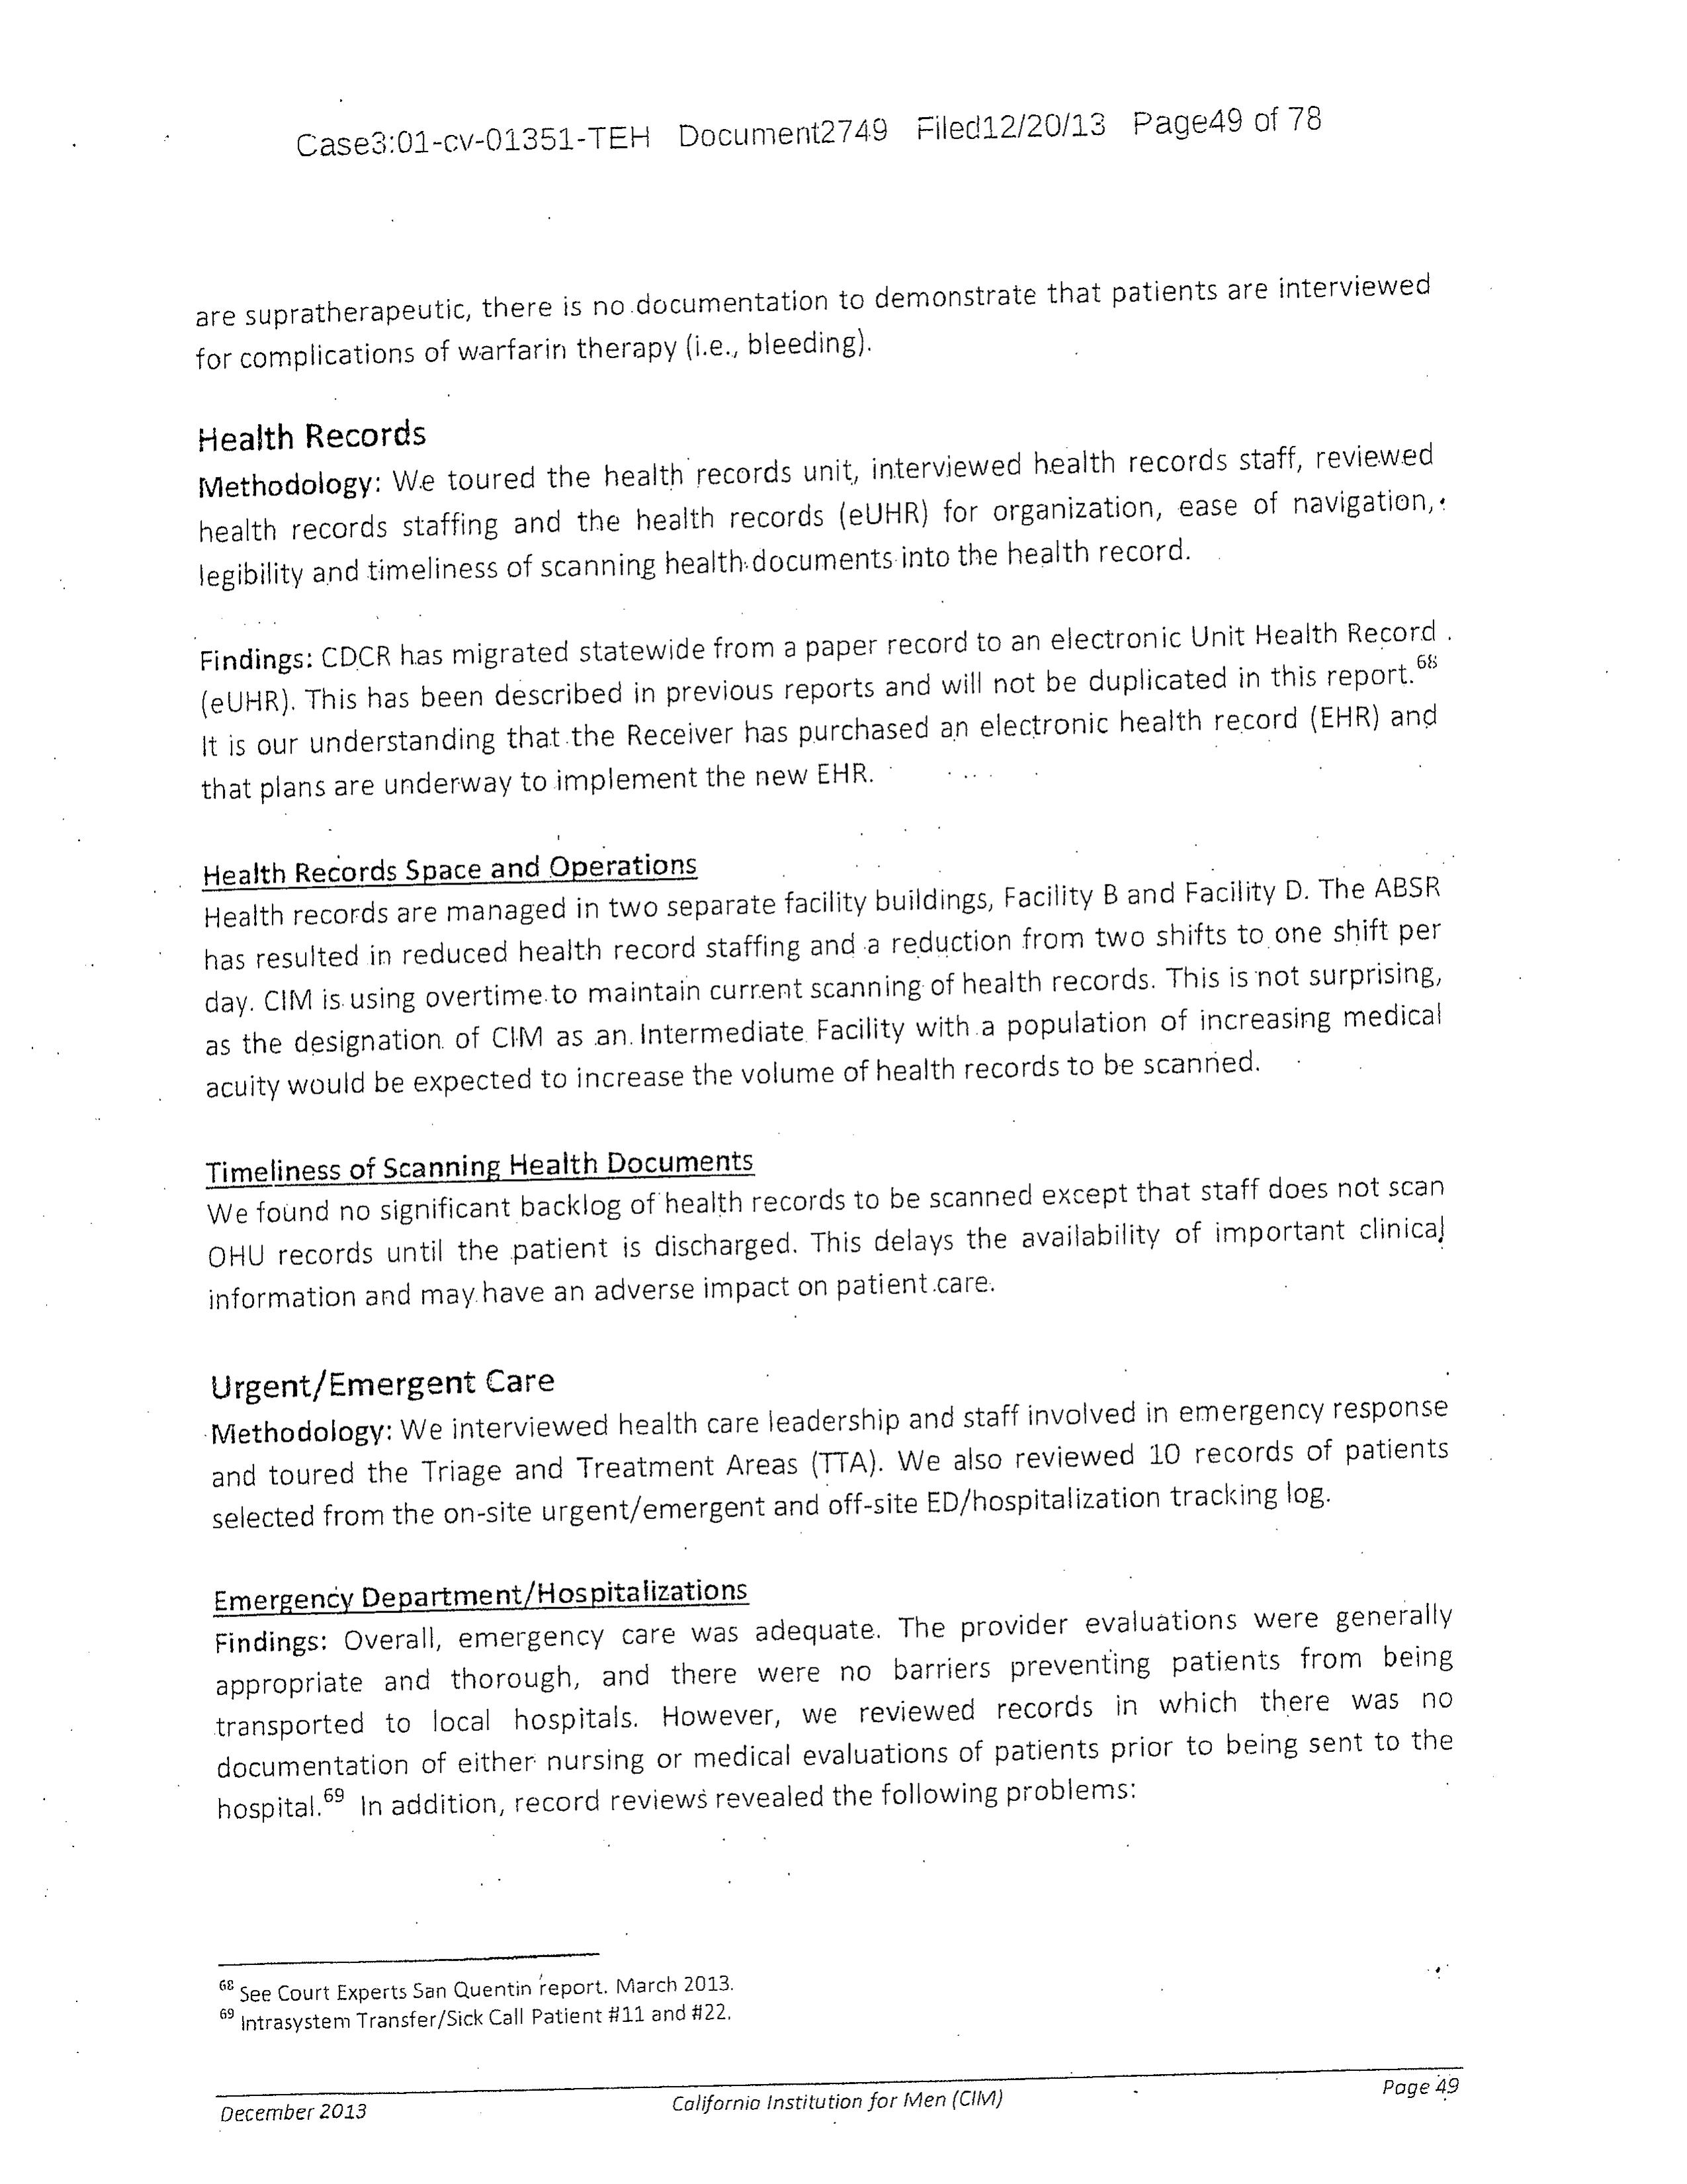 Case3:01-cv-01351-TEH Document2749 Filed12/20/13 Page49 of 78
are supratherapeutic, there is no documentation to demonstrate that patients are interviewed
for complications of warfarin therapy (i.e., bleeding).
Health Records
Methodology: We toured the health records unit, interviewed health records staff, reviewed
health records staffing and the health records (eUHR) for organization, ease of navigation,
legibility and timeliness of scanning health documents into the health record.
Findings: CDCR has migrated statewide from a paper record to an electronic Unit Health Record
(eUHR). This has been described in previous reports and will not be duplicated in this report.68
It is our understanding that the Receiver has purchased an electronic health record (EHR) and
that plans are underway to implement the new EHR.
Health Records Space and Operations
Health records are managed in two separate facility buildings, Facility B and Facility D. The ABSR
has resulted in reduced health record staffing and a reduction from two shifts to one shift per
day. CIM is using overtime to maintain current scanning of health records. This is not surprising,
as the designation of CIM as an Intermediate Facility with a population of increasing medical
acuity would be expected to increase the volume of health records to be scanned.
Timeliness of Scanning Health Documents
We found no significant backlog of health records to be scanned except that staff does not scan
OHU records until the patient is discharged. This delays the availability of important clinical
information and may have an adverse impact on patient care.
Urgent/Emergent Care
Methodology: We interviewed health care leadership and staff involved in emergency response
and toured the Triage and Treatment Areas (TTA). We also reviewed 10 records of patients
selected from the on-site urgent/emergent and off-site ED/hospitalization tracking log.
Emergency Department/Hospitalizations
Findings: Overall, emergency care was adequate. The provider evaluations were generally
appropriate and thorough, and there were no barriers preventing patients from being
transported to local hospitals. However, we reviewed records in which there was no
documentation of either nursing or medical evaluations of patients prior to being sent to the
hospital.69 In addition, record reviews revealed the following problems:
68 See Court Experts San Quentin report. March 2013.
69 Intrasystem Transfer/Sick Call Patient #11 and #22.
December 2013 California Institution for Men (CIM) Page 49